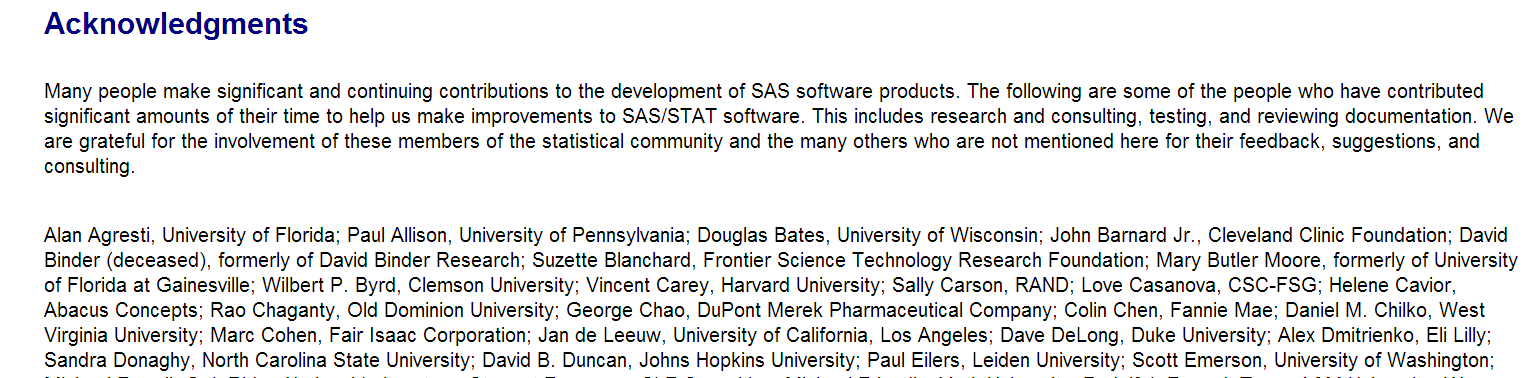 Acknowledgments
Many people make significant and continuing contributions to the development of SAS software products. The following are some of the people who have contributed
significant amounts of their time to help us make improvements to SAS/STAT software. This includes research and consulting, testing, and reviewing documentation. We
are grateful for the involvement of these members of the statistical community and the many others who are not mentioned here for their feedback, suggestions, and
consulting.
Alan Agresti, University of Florida; Paul Allison, University of Pennsylvania; Douglas Bates, University of Wisconsin; John Barnard Jr., Cleveland Clinic Foundation; David
Binder (deceased), formerly of David Binder Research; Suzette Blanchard, Frontier Science Technology Research Foundation; Mary Butler Moore, formerly of University
of Florida at Gainesville; Wilbert P. Byrd, Clemson University; Vincent Carey, Harvard University; Sally Carson, RAND; Love Casanova, CSC-FSG; Helene Cavior,
Abacus Concepts; Rao Chaganty, Old Dominion University; George Chao, DuPont Merek Pharmaceutical Company; Colin Chen, Fannie Mae; Daniel M. Chilko, West
Virginia University; Marc Cohen, Fair Isaac Corporation; Jan de Leeuw, University of California, Los Angeles; Dave DeLong, Duke University; Alex Dmitrienko, Eli Lilly;
Sandra Donaghy, North Carolina State University; David B. Duncan, Johns Hopkins University; Paul Eilers, Leiden University; Scott Emerson, University of Washington;